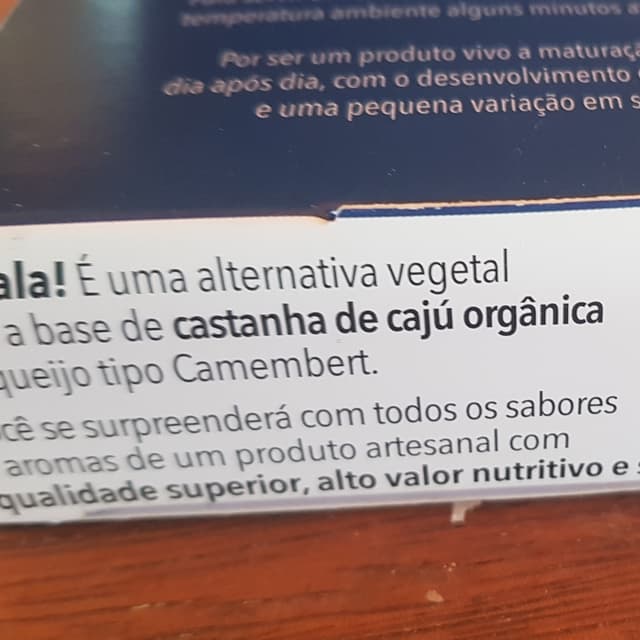 temperatura ambiente alguns minutos a
Por ser um produto vivo a maturaçã
dia após dia, com o desenvolvimento
e uma pequena variação em s
ala! É uma alternativa vegetal
a base de castanha de cajú orgânica
queijo tipo Camembert.
cê se surpreenderá com todos os sabores
aromas de um produto artesanal com
qualidade superior, alto valor nutritivo e s